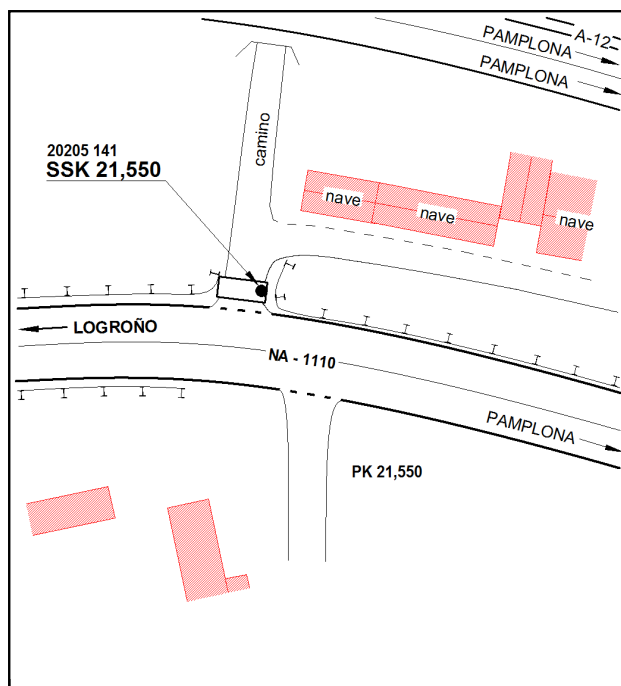 PAMPLONA
A-12
PAMPLONA
camino
20205 141
SSK 21,550
nave
nave
nave
LOGROÑO
NA - 1110
PAMPLONA
PK 21,550